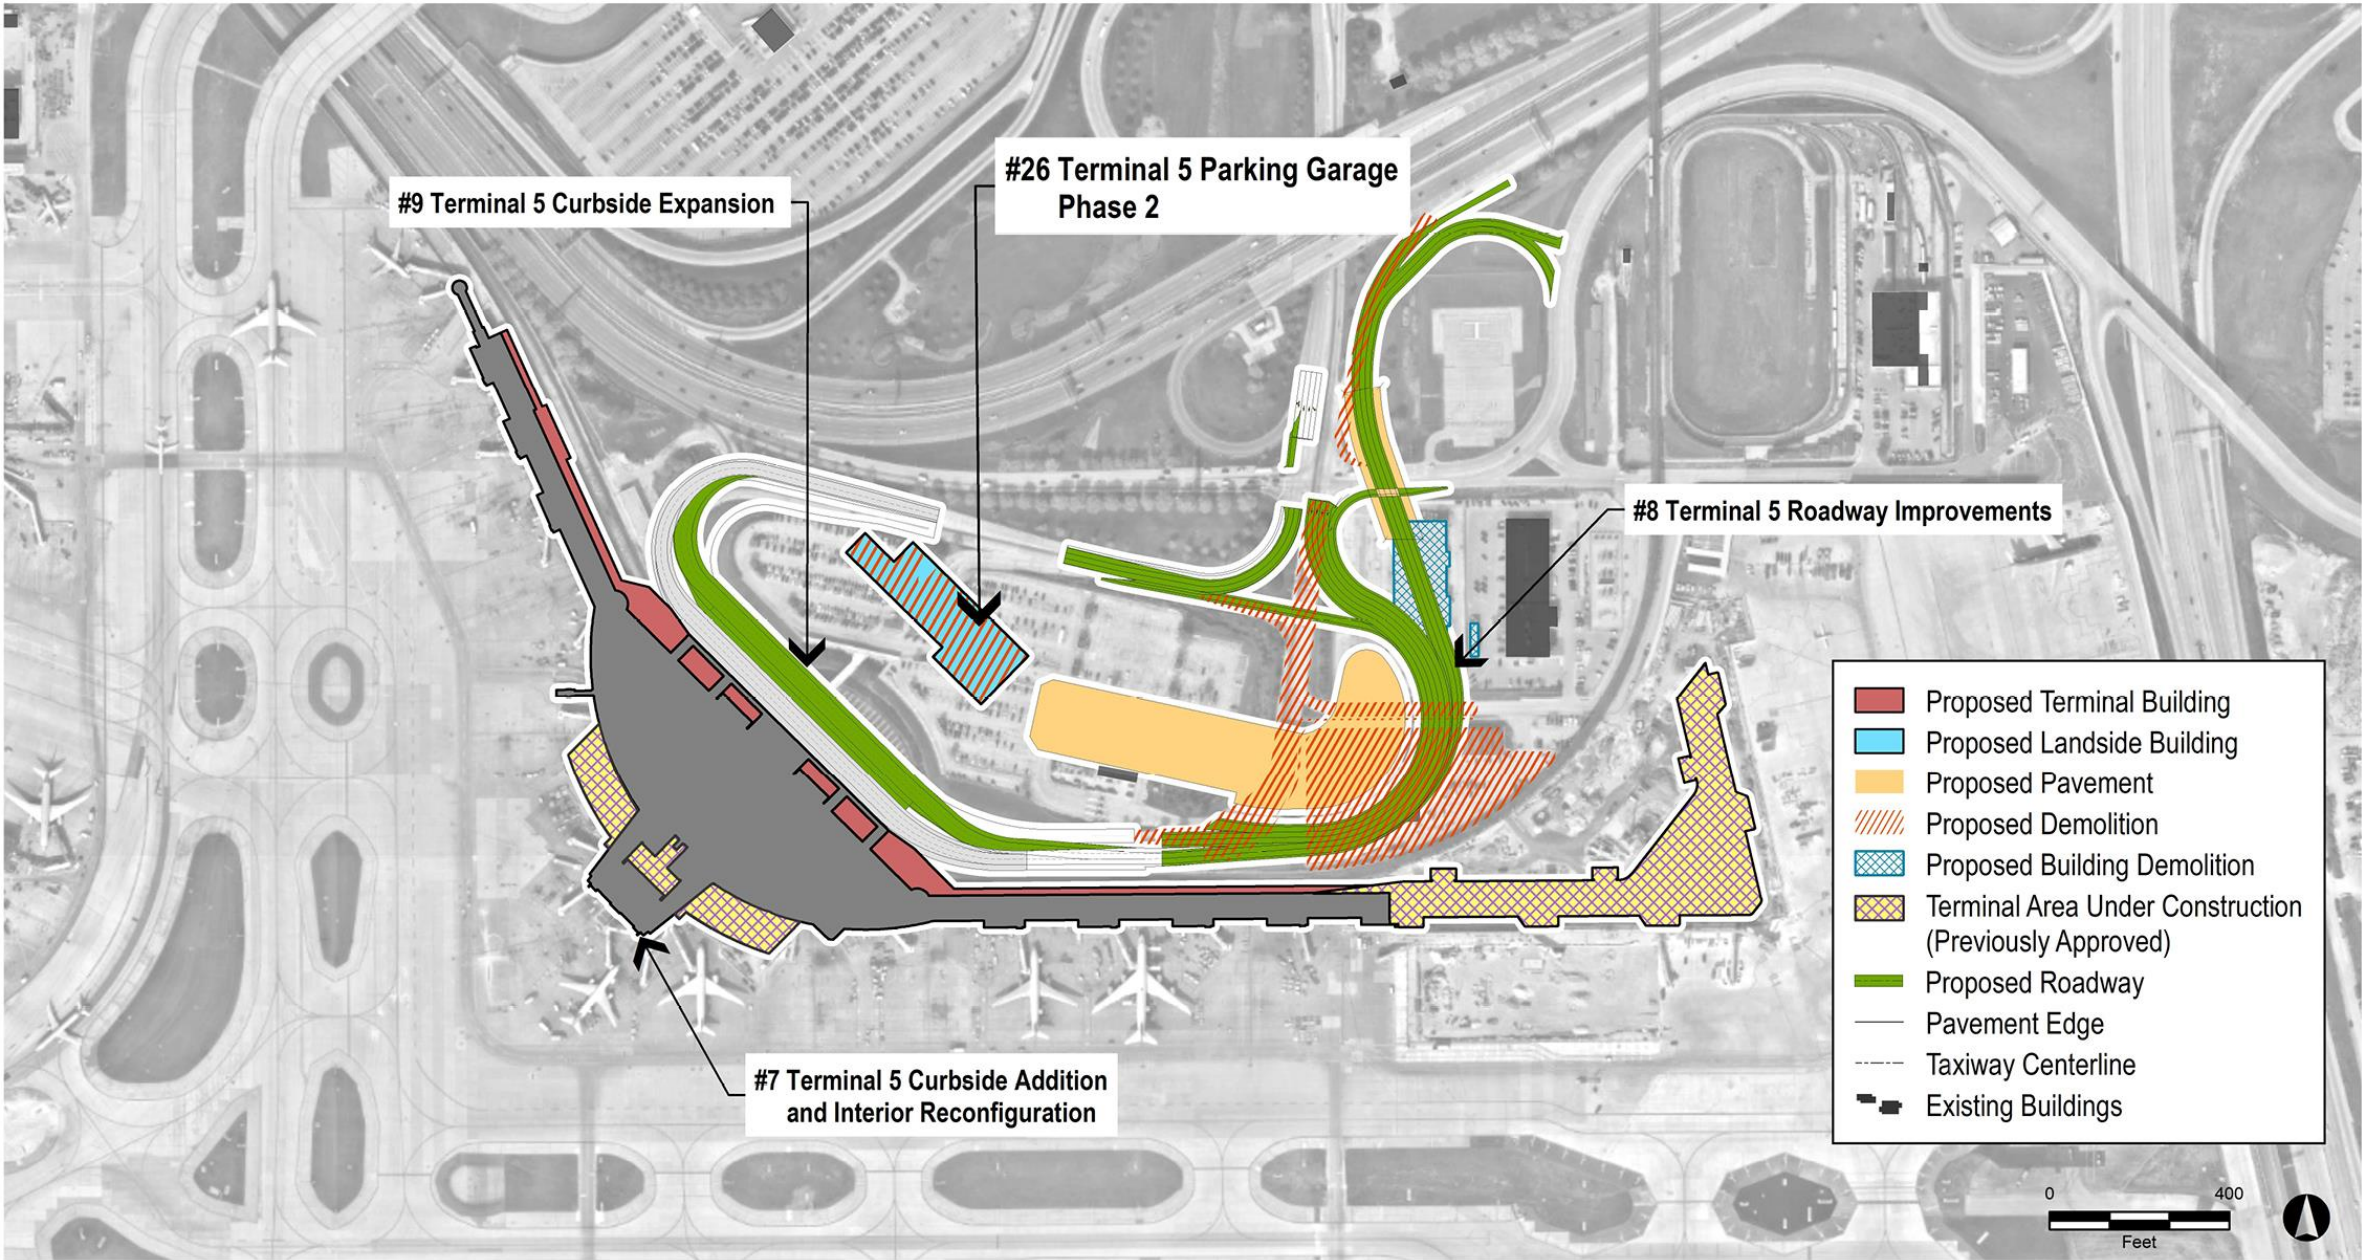 #26 Terminal 5 Parking Garage
Phase 2
#9 Terminal 5 Curbside Expansion
#8 Terminal 5 Roadway Improvements
Proposed Terminal Building
Proposed Landside Building
Proposed Pavement
Proposed Demolition
Proposed Building Demolition
Terminal Area Under Construction
(Previously Approved)
Proposed Roadway
Pavement Edge
Taxiway Centerline
Existing Buildings
#7 Terminal 5 Curbside Addition
and Interior Reconfiguration
0 400
Feet